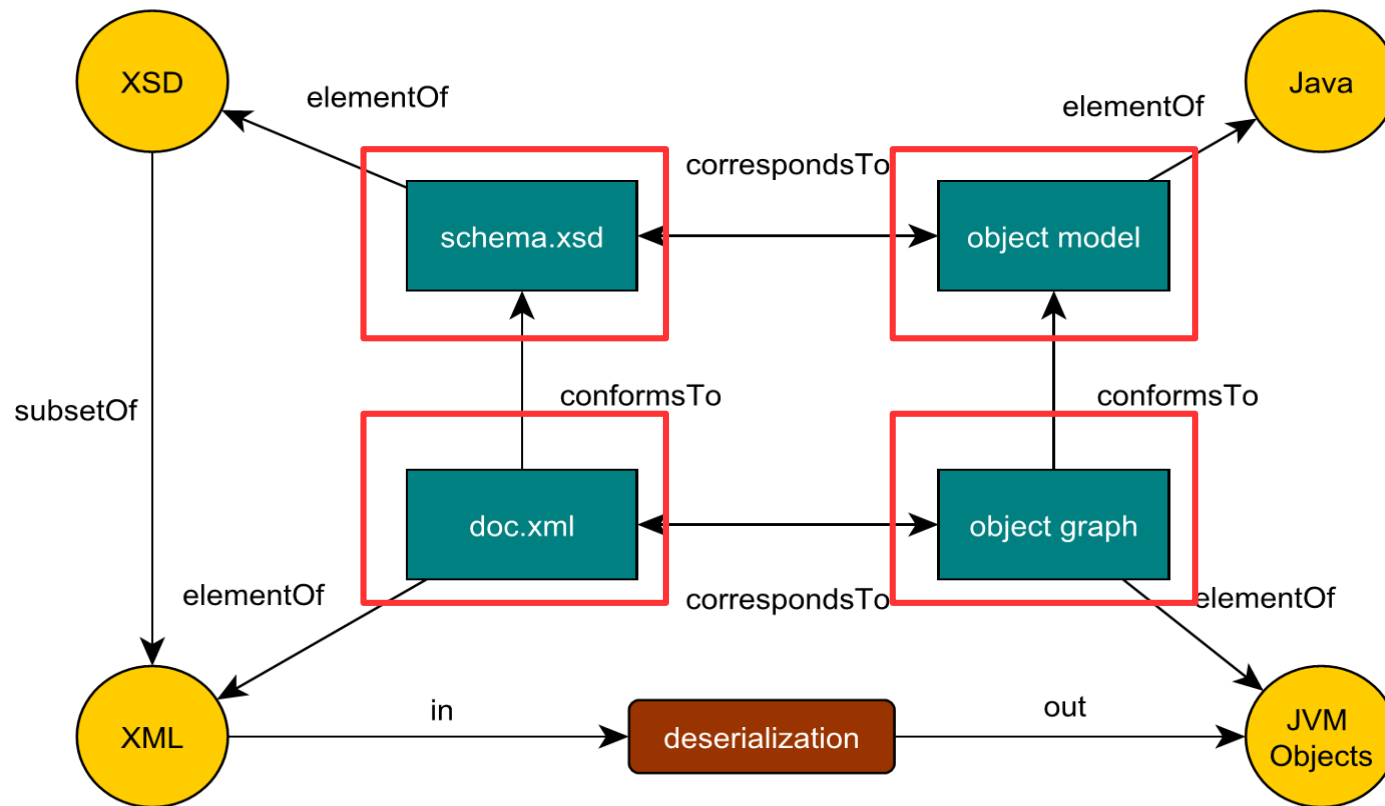 XSD
elementOf
Java
elementOf
correspondsTo
schema.xsd
object model
subsetOf
conformsTo
conformsTo
doc.xml
object graph
elementOf
correspondsTo
elementOf
XML
in
deserialization
out
JVM
Objects